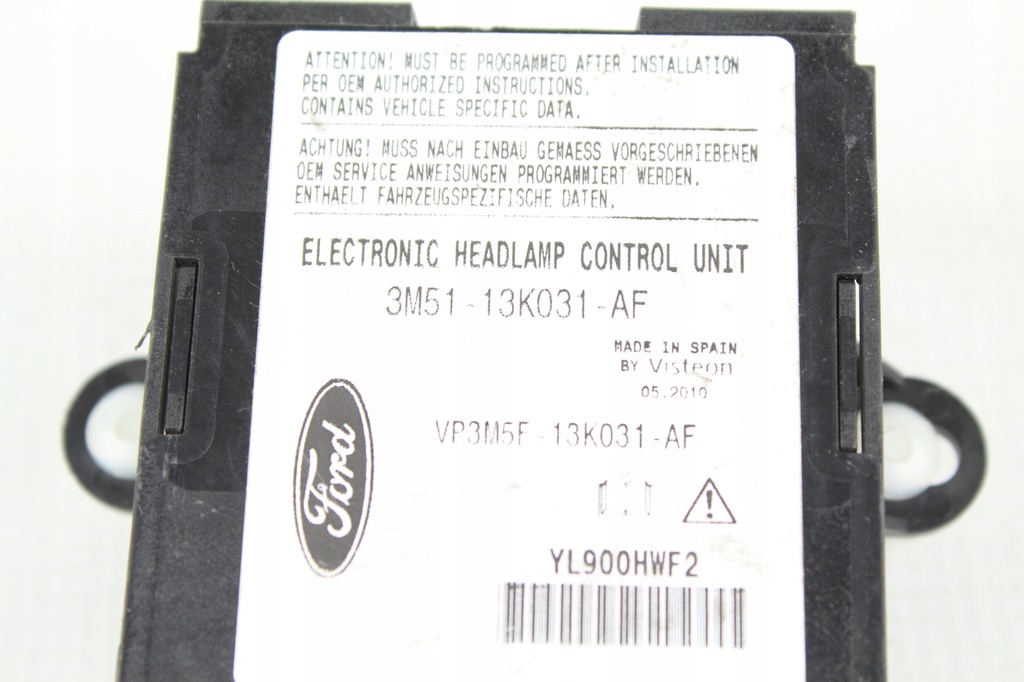 ATTENTION! MUST BE PROGRAMMED AFTER INSTALLATION
PER OEM AUTHORIZED INSTRUCTIONS.
CONTAINS VEHICLE SPECIFIC DATA.
ACHTUNG! MUSS NACH EINBAU GEMAESS VORGESCHRIEBENEN
OEM SERVICE ANWEISUNGEN PROGRAMMIERT WERDEN.
ENTHAELT FAHRZEUGSPEZIFISCHE DATEN.
ELECTRONIC HEADLAMP CONTROL UNIT
3M51-13K031-AF
MADE IN SPAIN
BY Visteon
05.2010
VP3M5F-13K031-AF
Ford
YL900HWF2